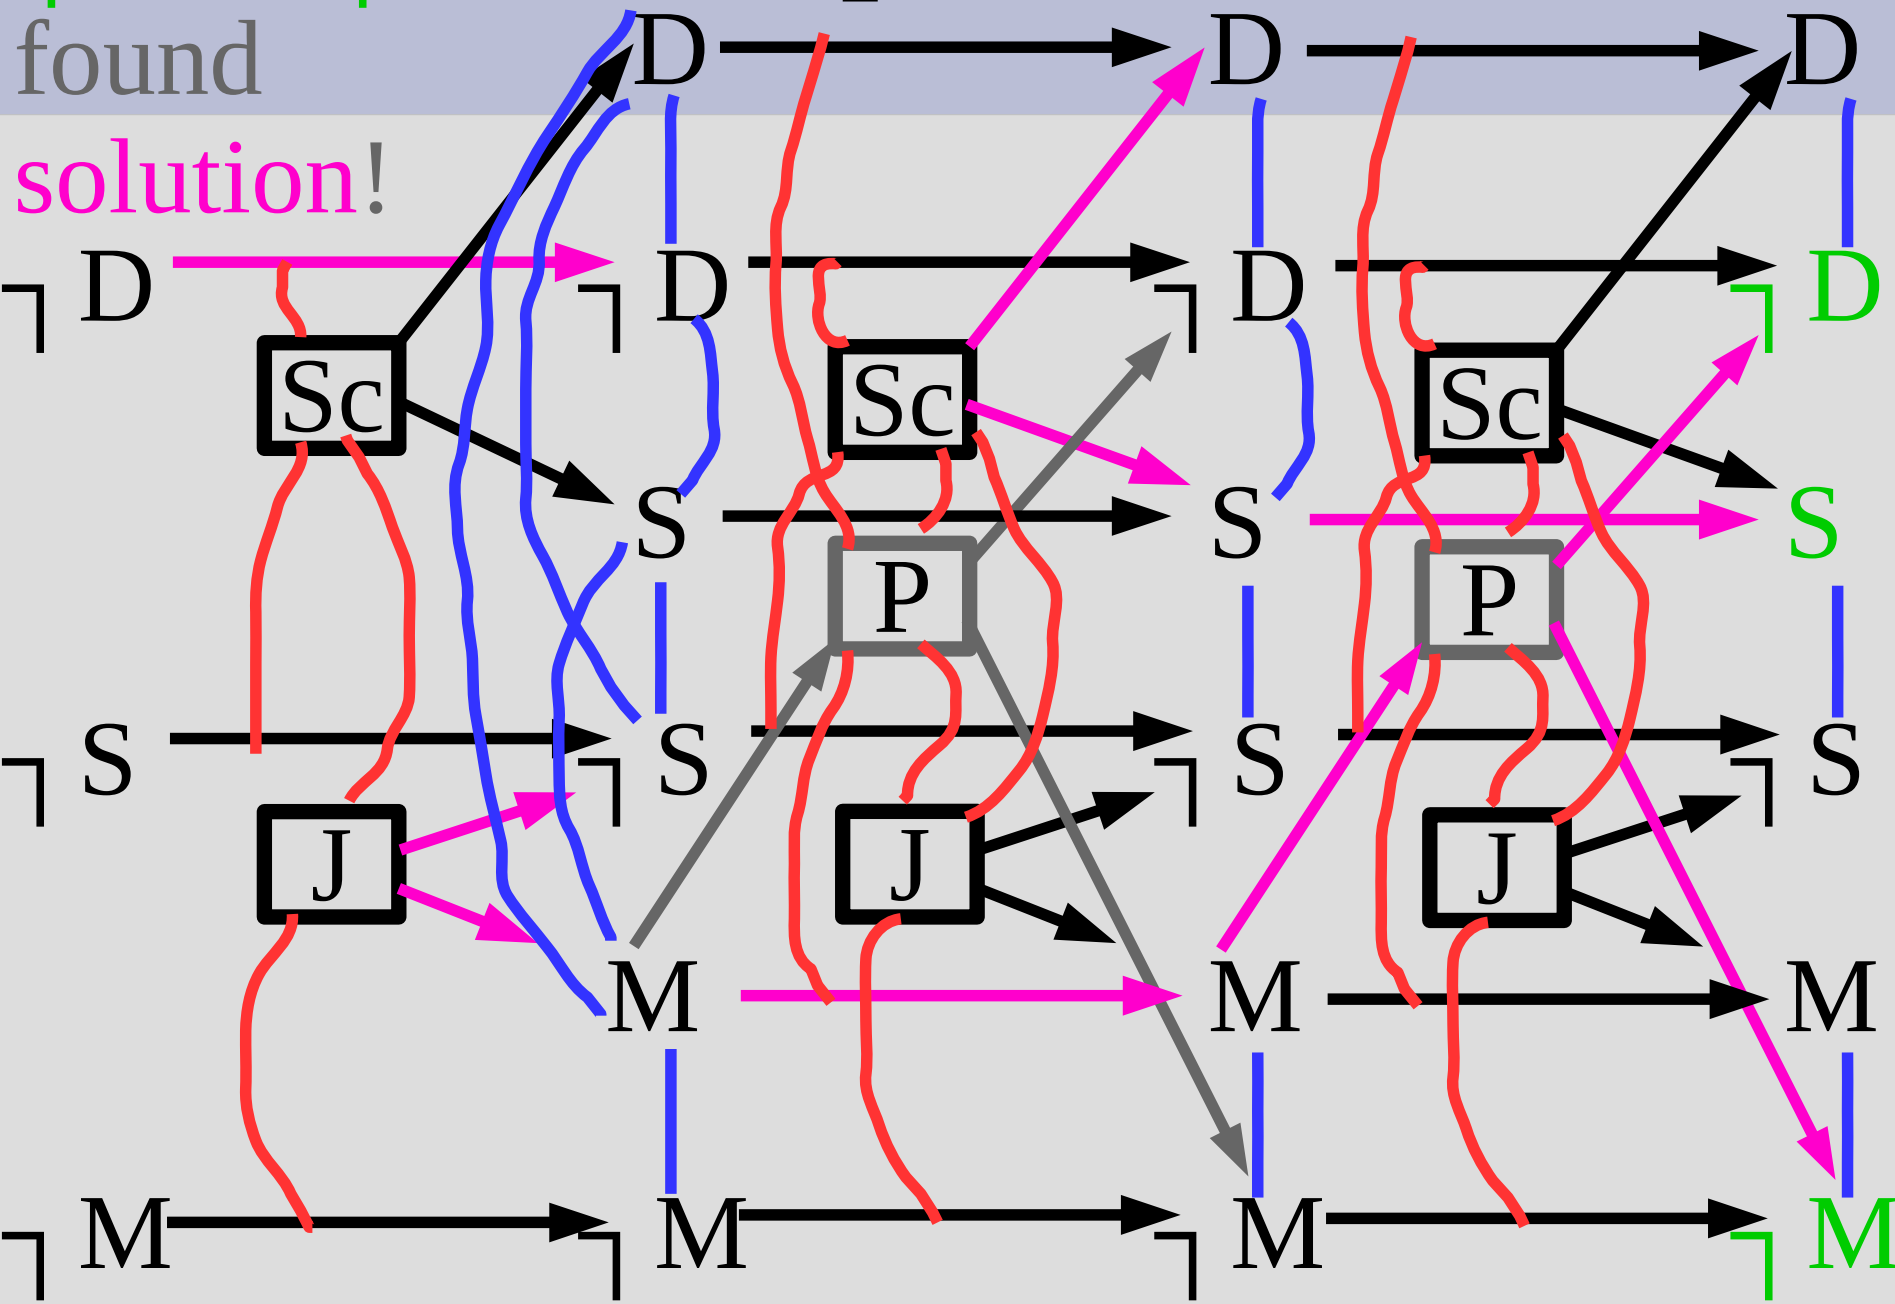 found D D D
solution!
¬D ¬D ¬D ¬D
Sc Sc Sc
S S S
P P
¬S ¬S ¬S ¬S
J J J
M M M
¬M ¬M ¬M ¬M